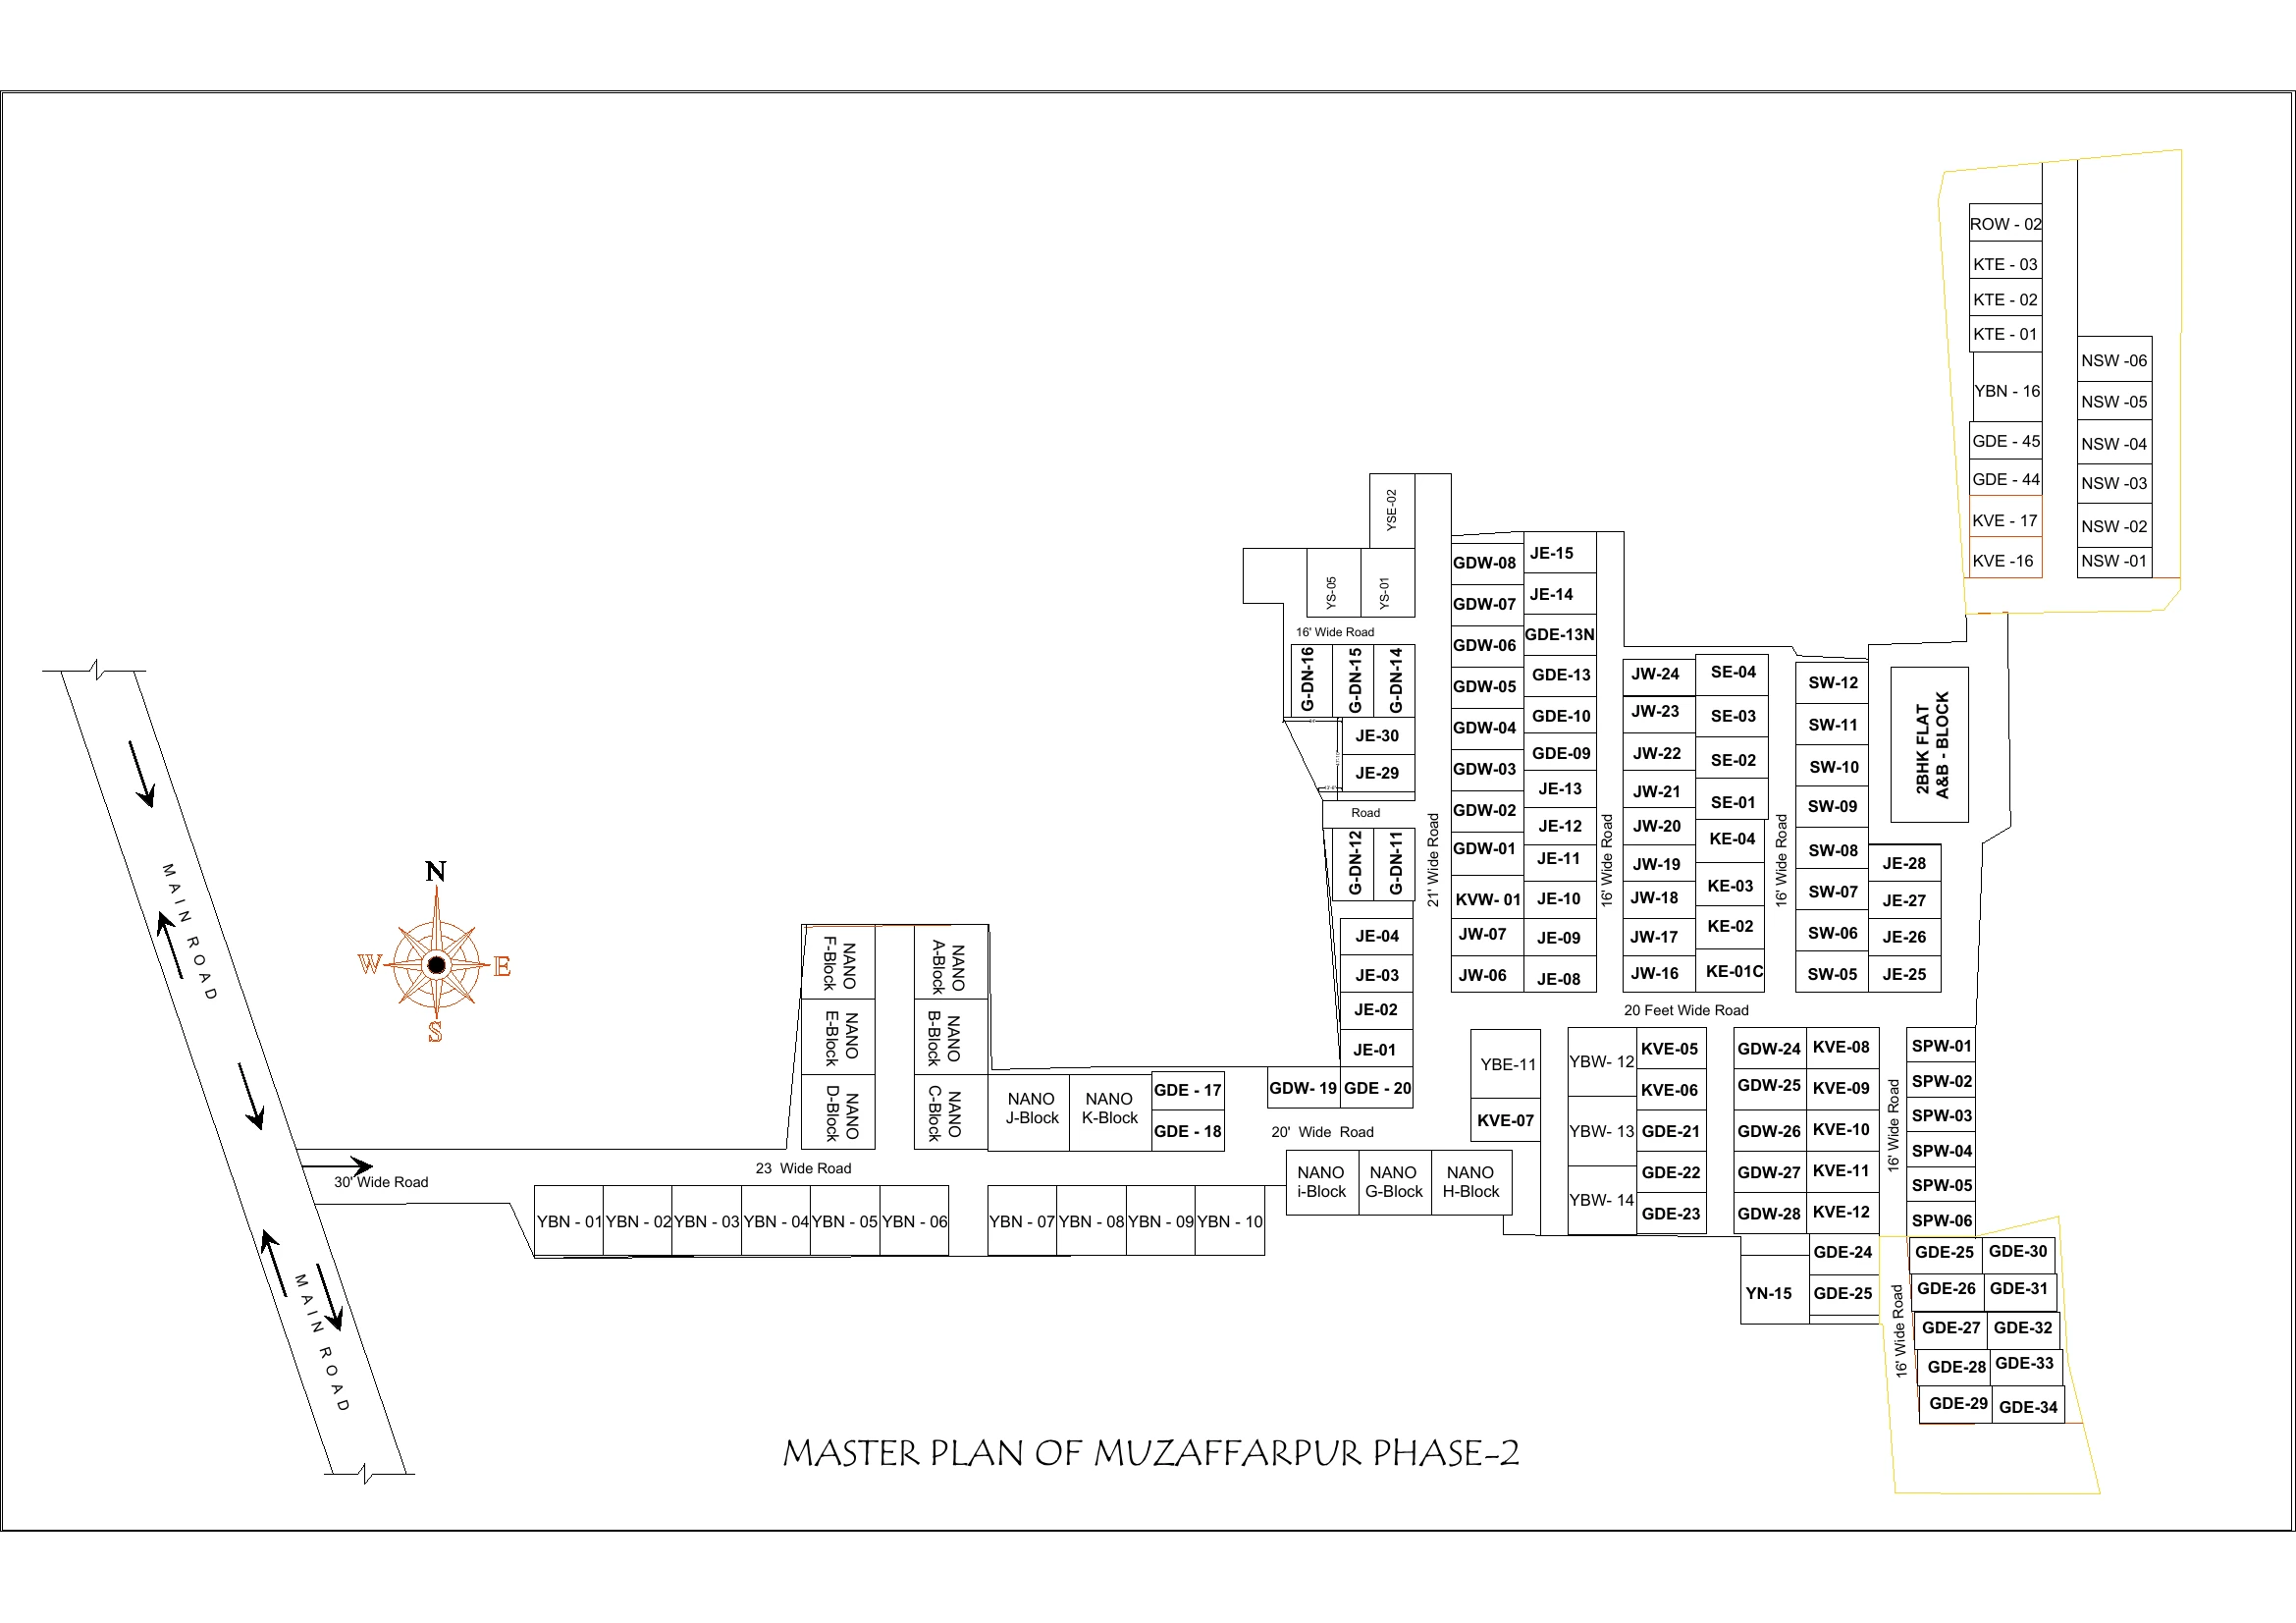 ROW - 02
KTE - 03
KTE - 02
KTE - 01
YBN - 16
GDE - 45
GDE - 44
KVE - 17
KVE -16
NSW -06
NSW -05
NSW -04
NSW -03
NSW -02
NSW -01
YSE-02
YS-05
YS-01
16' Wide Road
G-DN-16
G-DN-15
G-DN-14
JE-30
JE-29
Road
G-DN-12
G-DN-11
JE-04
JE-03
JE-02
JE-01
GDW- 19
GDE - 20
21' Wide Road
GDW-08
GDW-07
GDW-06
GDW-05
GDW-04
GDW-03
GDW-02
GDW-01
KVW- 01
JW-07
JW-06
JE-15
JE-14
GDE-13N
GDE-13
GDE-10
GDE-09
JE-13
JE-12
JE-11
JE-10
JE-09
JE-08
16' Wide Road
JW-24
JW-23
JW-22
JW-21
JW-20
JW-19
JW-18
JW-17
JW-16
SE-04
SE-03
SE-02
SE-01
KE-04
KE-03
KE-02
KE-01C
16' Wide Road
SW-12
SW-11
SW-10
SW-09
SW-08
SW-07
SW-06
SW-05
2BHK FLAT
A&B - BLOCK
JE-28
JE-27
JE-26
JE-25
20 Feet Wide Road
MAIN ROAD
N
W
E
S
NANO
F-Block
NANO
E-Block
NANO
D-Block
NANO
A-Block
NANO
B-Block
NANO
C-Block
NANO
J-Block
NANO
K-Block
GDE - 17
GDE - 18
20' Wide Road
23 Wide Road
30' Wide Road
YBN - 01
YBN - 02
YBN - 03
YBN - 04
YBN - 05
YBN - 06
YBN - 07
YBN - 08
YBN - 09
YBN - 10
NANO
i-Block
NANO
G-Block
NANO
H-Block
YBE-11
KVE-07
YBW- 12
YBW- 13
YBW- 14
KVE-05
KVE-06
GDE-21
GDE-22
GDE-23
GDW-24
GDW-25
GDW-26
GDW-27
GDW-28
KVE-08
KVE-09
KVE-10
KVE-11
KVE-12
16' Wide Road
SPW-01
SPW-02
SPW-03
SPW-04
SPW-05
SPW-06
GDE-24
YN-15
GDE-25
16' Wide Road
GDE-25
GDE-30
GDE-26
GDE-31
GDE-27
GDE-32
GDE-28
GDE-33
GDE-29
GDE-34
MAIN ROAD
MASTER PLAN OF MUZAFFARPUR PHASE-2